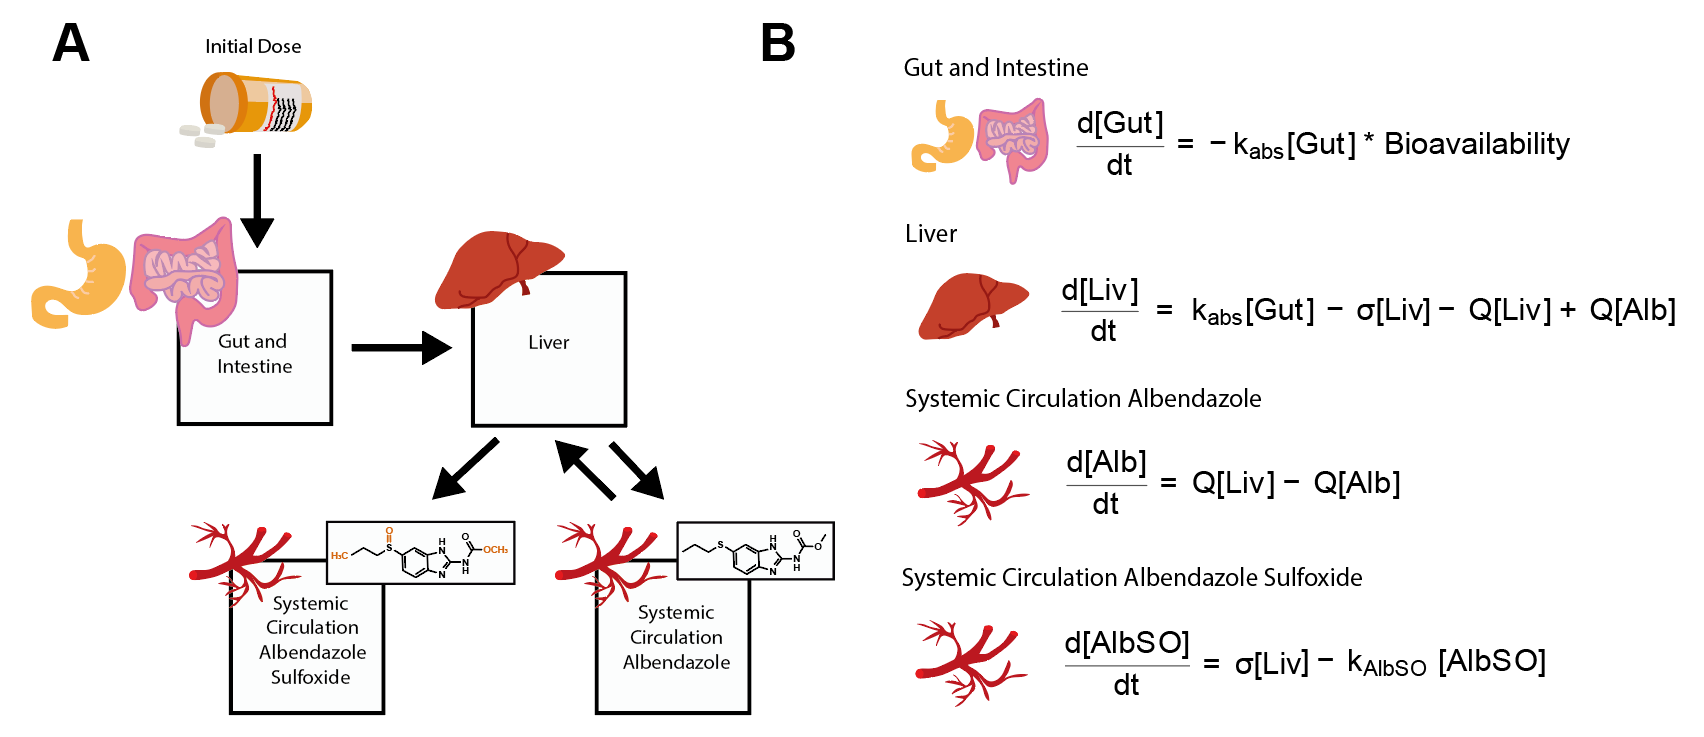 A
Initial Dose
Gut and
Intestine
Liver
O
H₃C
S
H
N
N
O
OCH₃
N
H
S
H
N
N
O
O
N
H
Systemic
Circulation
Albendazole
Sulfoxide
Systemic
Circulation
Albendazole
B
Gut and Intestine
d[Gut]
dt
= − kabs[Gut] * Bioavailability
Liver
d[Liv]
dt
= kabs[Gut] − σ[Liv] − Q[Liv] + Q[Alb]
Systemic Circulation Albendazole
d[Alb]
dt
= Q[Liv] − Q[Alb]
Systemic Circulation Albendazole Sulfoxide
d[AlbSO]
dt
= σ[Liv] − kAlbSO [AlbSO]